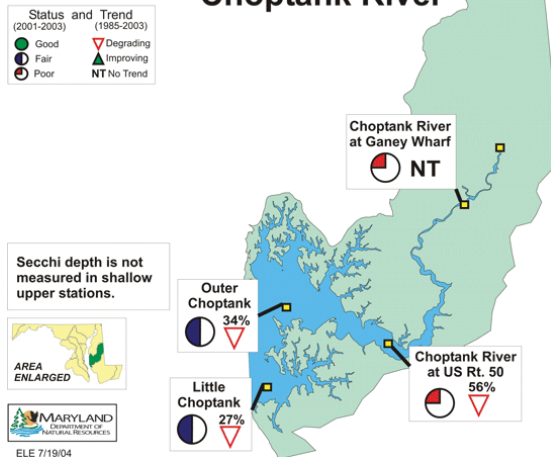 Choptank River
Status and Trend
(2001-2003) (1985-2003)
Good Degrading
Fair Improving
Poor NT No Trend
Choptank River
at Ganey Wharf
NT
Secchi depth is not
measured in shallow
upper stations.
Outer
Choptank
34%
Choptank River
at US Rt. 50
56%
AREA
ENLARGED
Little
Choptank
27%
MARYLAND
DEPARTMENT OF
NATURAL RESOURCES
ELE 7/19/04